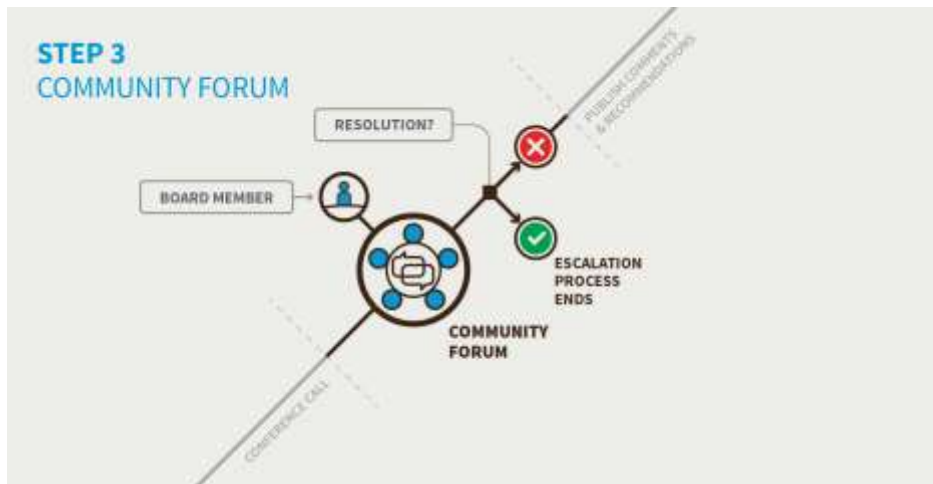 STEP 3
COMMUNITY FORUM
PUBLISH COMMENTS
& RECOMMENDATIONS
RESOLUTION?
BOARD MEMBER
ESCALATION
PROCESS
ENDS
COMMUNITY
FORUM
CONFERENCE CALL